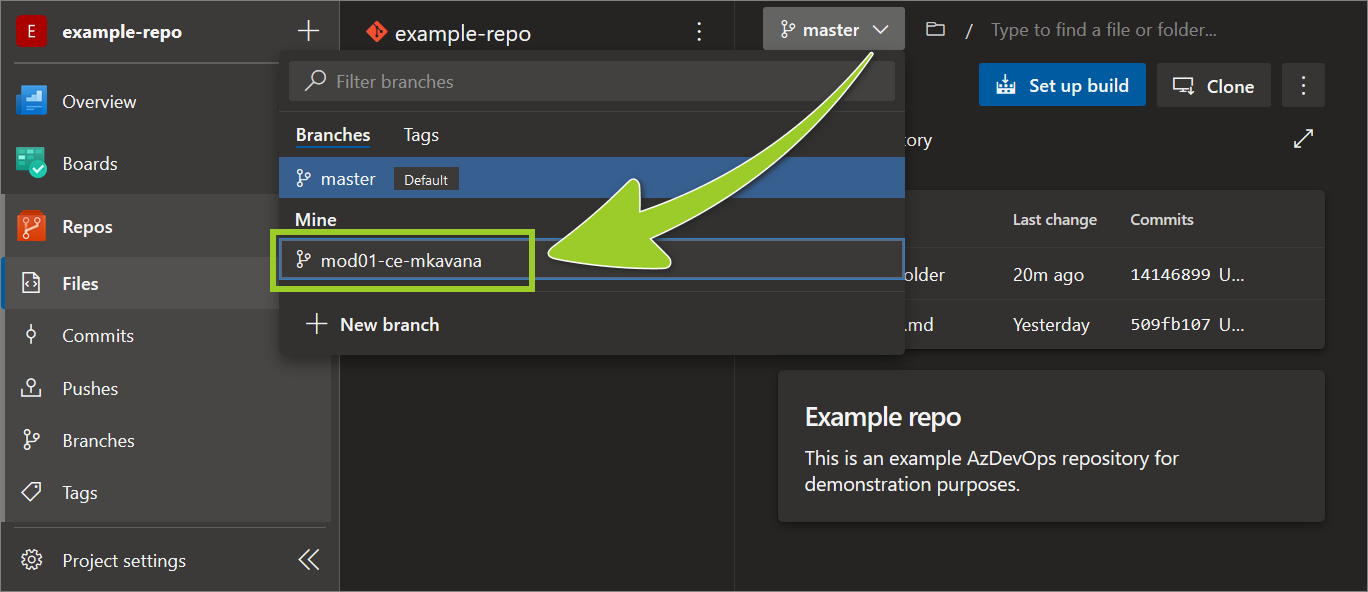 E example-repo
Overview
Boards
Repos
Files
Commits
Pushes
Branches
Tags
Project settings
example-repo
master
/ Type to find a file or folder...
Filter branches
Branches Tags
master Default
Mine
mod01-ce-mkavana
New branch
Set up build Clone
ory
Last change Commits
older 20m ago 14146899 U...
.md Yesterday 509fb107 U...
Example repo
This is an example AzDevOps repository for
demonstration purposes.